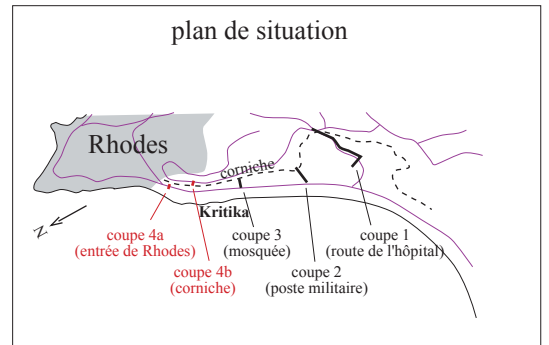 plan de situation
Rhodes
corniche
Kritika
N
coupe 4a
(entrée de Rhodes)
coupe 4b
(corniche)
coupe 3
(mosquée)
coupe 2
(poste militaire)
coupe 1
(route de l'hôpital)